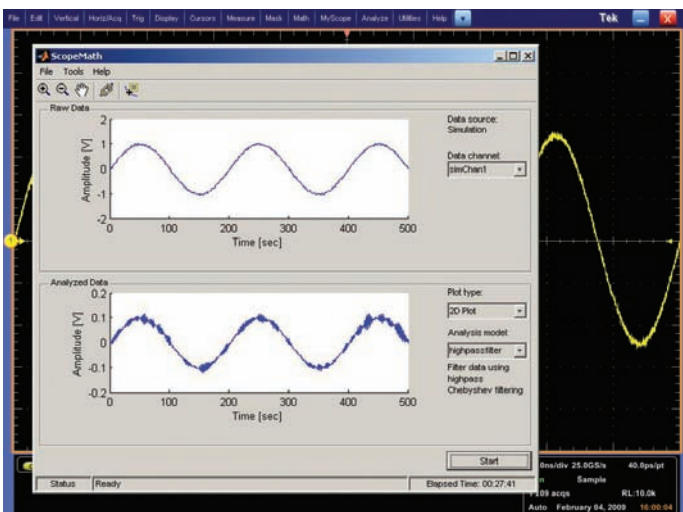 File Edit Vertical Horiz/Acq Trig Display Cursors Measure Mask Math MyScope Analyze Utilities Help Tek
ScopeMath
File Tools Help
Raw Data
Amplitude [V]
2
1
0
-1
-2
0 100 200 300 400 500
Time [sec]
Data source:
Simulation
Data channel:
simChan1
Analyzed Data
Amplitude [V]
0.2
0.1
0
-0.1
-0.2
0 100 200 300 400 500
Time [sec]
Plot type:
2D Plot
Analysis model:
highpassfilter
Filter data using
highpass
Chebyshev filtering
Start
Status Ready Elapsed Time: 00:27:41
1
0ns/div 25.0GS/s 40.0ps/pt
Sample
acqs RL:10.0k
Auto February 04, 2009 16:00:04